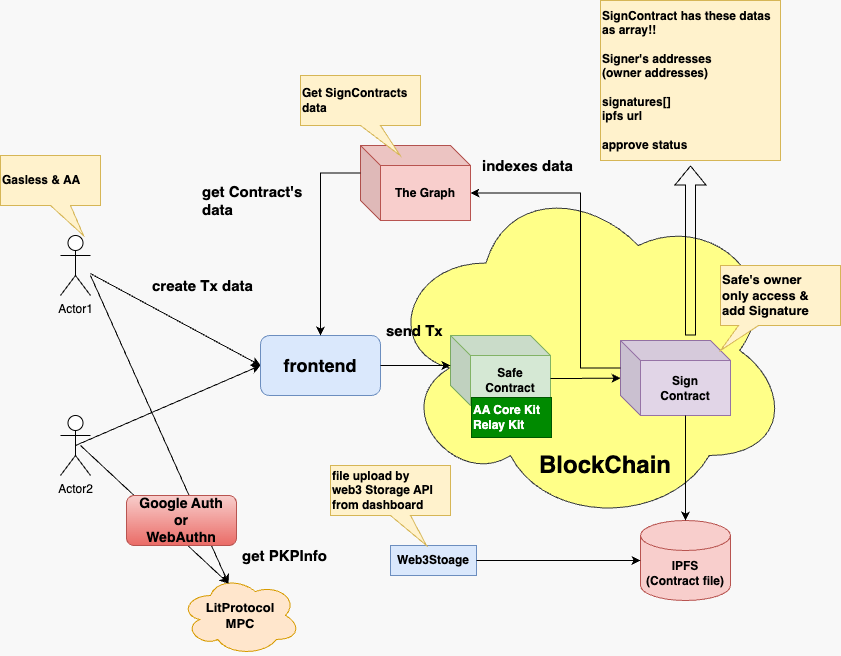 SignContract has these datas
as array!!
Signer's addresses
(owner addresses)
signatures[]
ipfs url
approve status
Get SignContracts
data
Gasless & AA
The Graph
indexes data
get Contract's
data
Actor1
create Tx data
Safe's owner
only access &
add Signature
send Tx
frontend
Safe
Contract
AA Core Kit
Relay Kit
Sign
Contract
BlockChain
Actor2
Google Auth
or
WebAuthn
file upload by
web3 Storage API
from dashboard
get PKPInfo
Web3Stoage
IPFS
(Contract file)
LitProtocol
MPC